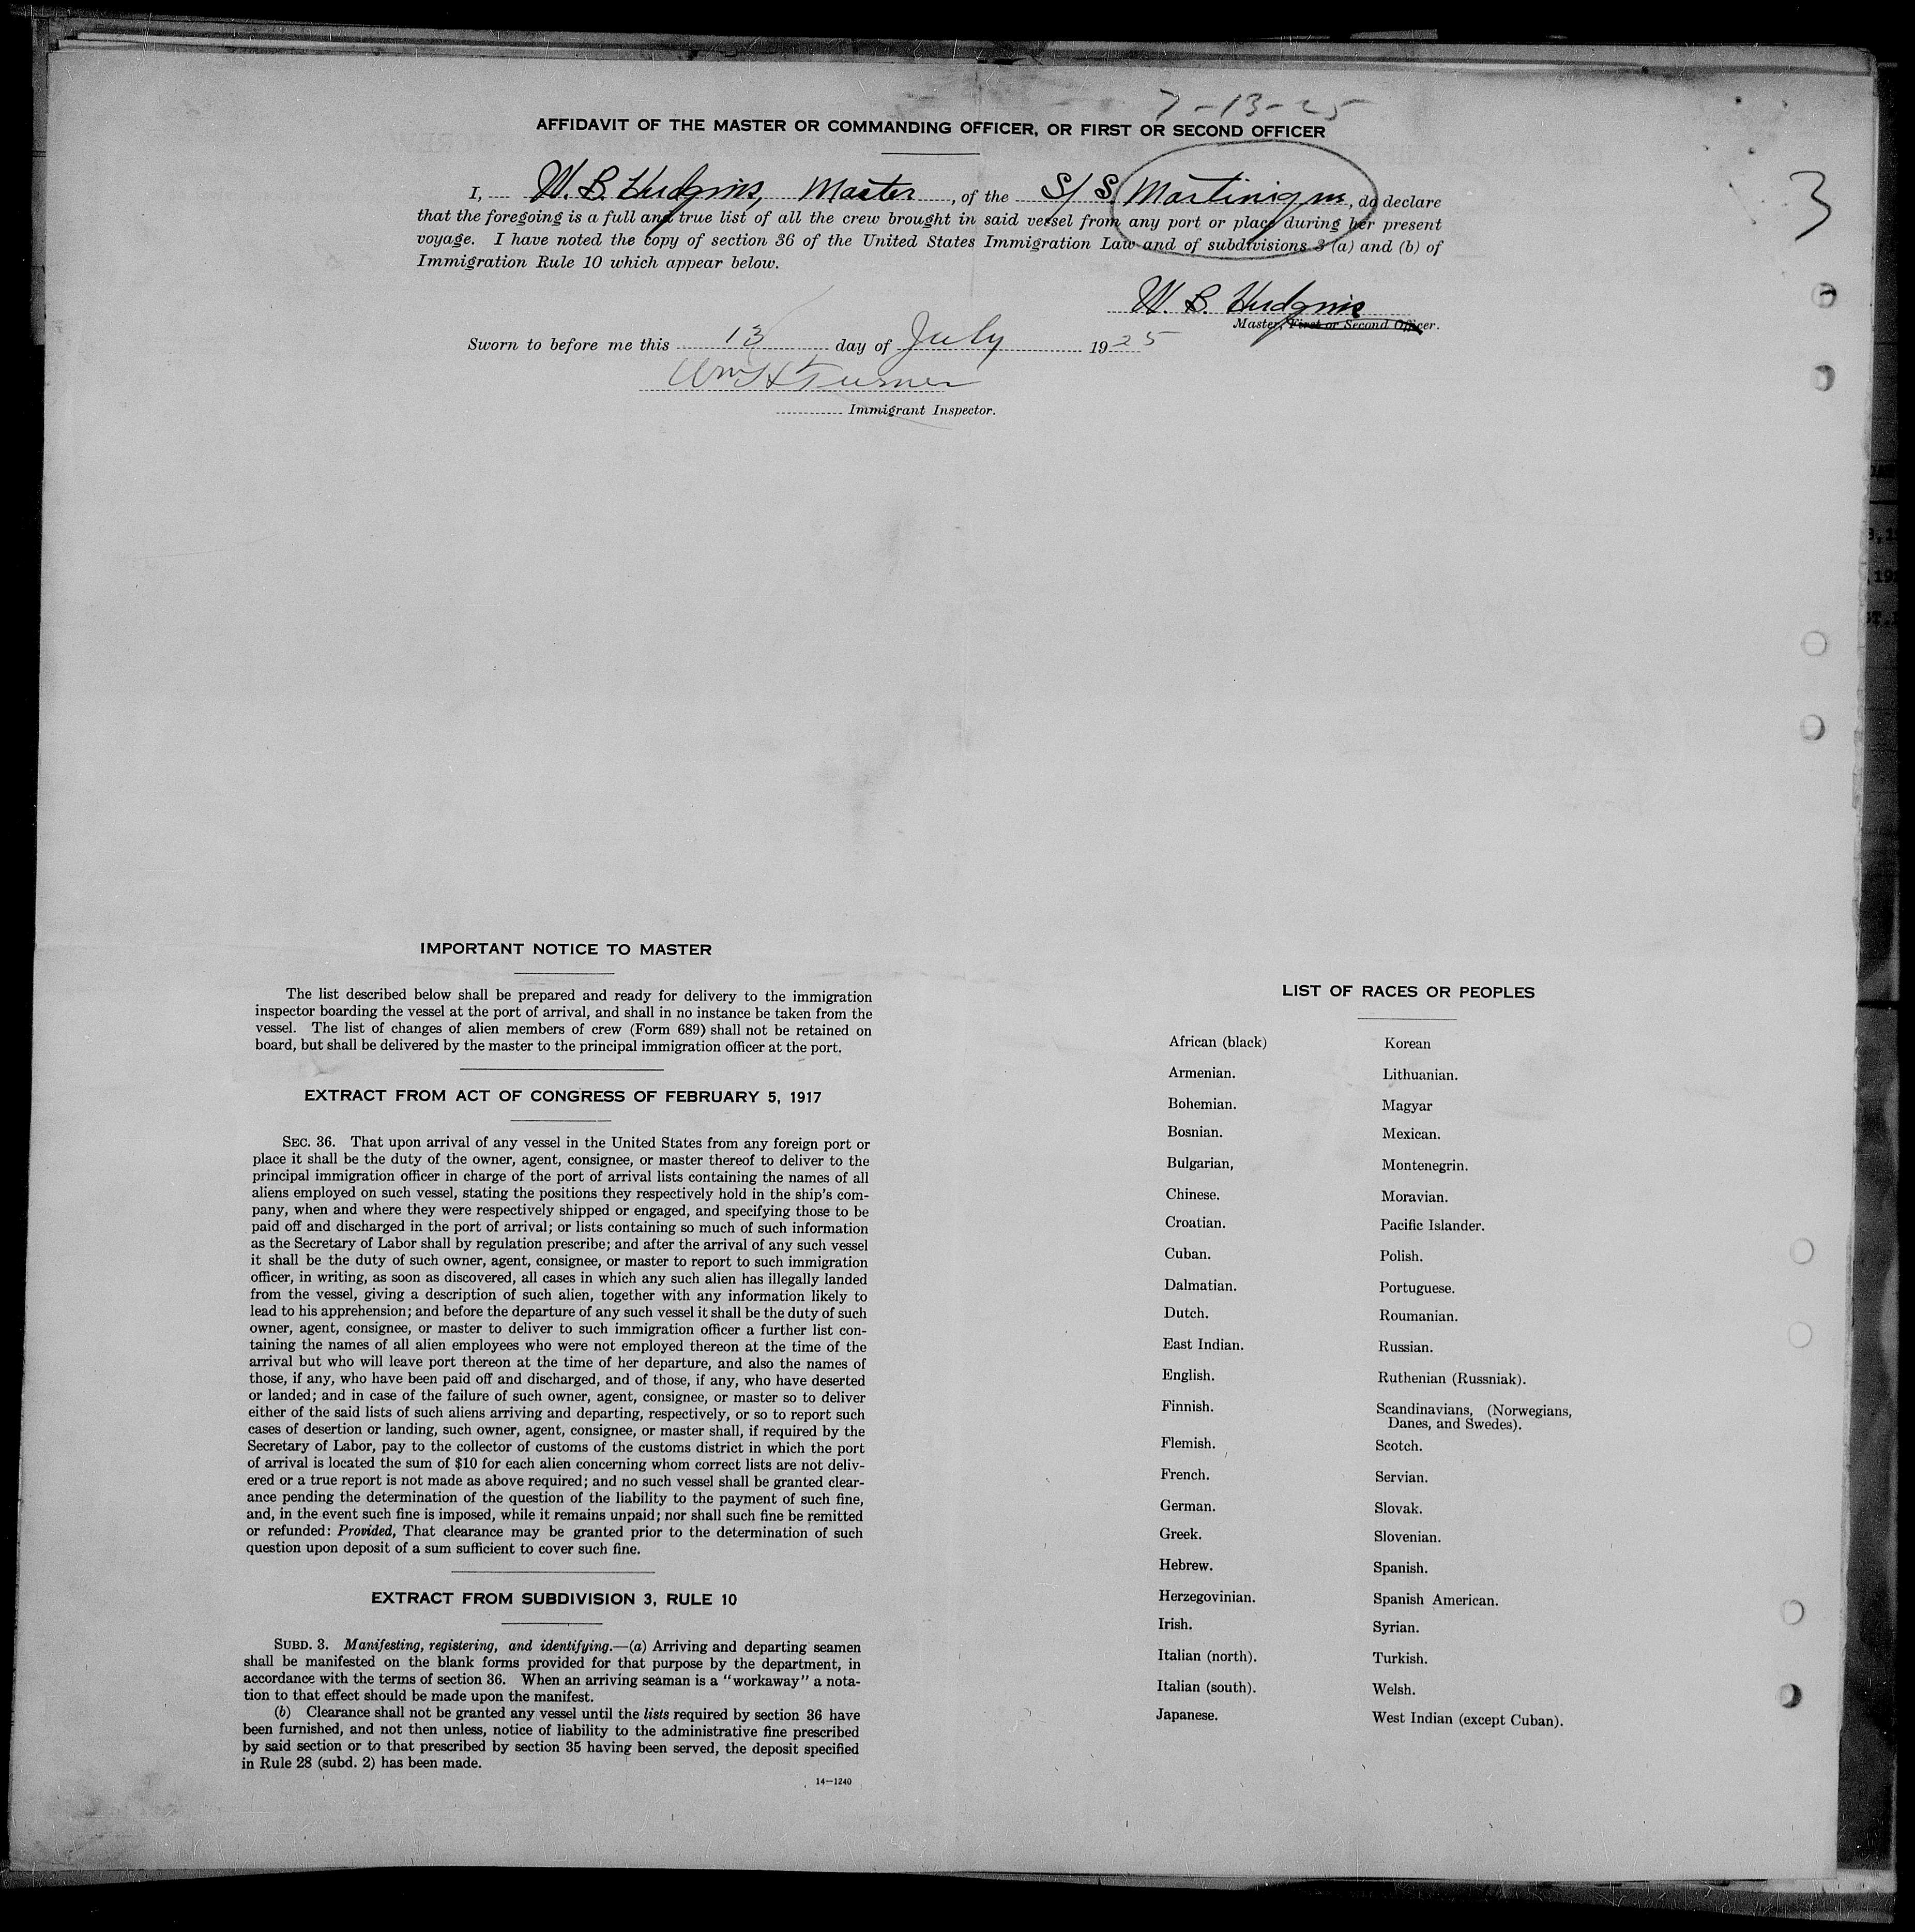 7-13-25
AFFIDAVIT OF THE MASTER OR COMMANDING OFFICER, OR FIRST OR SECOND OFFICER
I, W. B. Hudgins, Master, of the S/S Martinique, do declare
that the foregoing is a full and true list of all the crew brought in said vessel from any port or place during her present
voyage. I have noted the copy of section 36 of the United States Immigration Law and of subdivisions 3 (a) and (b) of
Immigration Rule 10 which appear below.
3
W. B. Hudgins
Master, First or Second Officer.
Sworn to before me this 13 day of July 1925
Wm H Turner
Immigrant Inspector.
IMPORTANT NOTICE TO MASTER
The list described below shall be prepared and ready for delivery to the immigration
inspector boarding the vessel at the port of arrival, and shall in no instance be taken from the
vessel. The list of changes of alien members of crew (Form 689) shall not be retained on
board, but shall be delivered by the master to the principal immigration officer at the port.
EXTRACT FROM ACT OF CONGRESS OF FEBRUARY 5, 1917
SEC. 36. That upon arrival of any vessel in the United States from any foreign port or
place it shall be the duty of the owner, agent, consignee, or master thereof to deliver to the
principal immigration officer in charge of the port of arrival lists containing the names of all
aliens employed on such vessel, stating the positions they respectively hold in the ship's com-
pany, when and where they were respectively shipped or engaged, and specifying those to be
paid off and discharged in the port of arrival; or lists containing so much of such information
as the Secretary of Labor shall by regulation prescribe; and after the arrival of any such vessel
it shall be the duty of such owner, agent, consignee, or master to report to such immigration
officer, in writing, as soon as discovered, all cases in which any such alien has illegally landed
from the vessel, giving a description of such alien, together with any information likely to
lead to his apprehension; and before the departure of any such vessel it shall be the duty of such
owner, agent, consignee, or master to deliver to such immigration officer a further list con-
taining the names of all alien employees who were not employed thereon at the time of the
arrival but who will leave port thereon at the time of her departure, and also the names of
those, if any, who have been paid off and discharged, and of those, if any, who have deserted
or landed; and in case of the failure of such owner, agent, consignee, or master so to deliver
either of the said lists of such aliens arriving and departing, respectively, or so to report such
cases of desertion or landing, such owner, agent, consignee, or master shall, if required by the
Secretary of Labor, pay to the collector of customs of the customs district in which the port
of arrival is located the sum of $10 for each alien concerning whom correct lists are not deliv-
ered or a true report is not made as above required; and no such vessel shall be granted clear-
ance pending the determination of the question of the liability to the payment of such fine,
and, in the event such fine is imposed, while it remains unpaid; nor shall such fine be remitted
or refunded: Provided, That clearance may be granted prior to the determination of such
question upon deposit of a sum sufficient to cover such fine.
EXTRACT FROM SUBDIVISION 3, RULE 10
SUBD. 3. Manifesting, registering, and identifying.—(a) Arriving and departing seamen
shall be manifested on the blank forms provided for that purpose by the department, in
accordance with the terms of section 36. When an arriving seaman is a "workaway" a nota-
tion to that effect should be made upon the manifest.
(b) Clearance shall not be granted any vessel until the lists required by section 36 have
been furnished, and not then unless, notice of liability to the administrative fine prescribed
by said section or to that prescribed by section 35 having been served, the deposit specified
in Rule 28 (subd. 2) has been made.
14—1240
LIST OF RACES OR PEOPLES
African (black)
Armenian.
Bohemian.
Bosnian.
Bulgarian,
Chinese.
Croatian.
Cuban.
Dalmatian.
Dutch.
East Indian.
English.
Finnish.
Flemish.
French.
German.
Greek.
Hebrew.
Herzegovinian.
Irish.
Italian (north).
Italian (south).
Japanese.
Korean
Lithuanian.
Magyar
Mexican.
Montenegrin.
Moravian.
Pacific Islander.
Polish.
Portuguese.
Roumanian.
Russian.
Ruthenian (Russniak).
Scandinavians, (Norwegians,
Danes, and Swedes).
Scotch.
Servian.
Slovak.
Slovenian.
Spanish.
Spanish American.
Syrian.
Turkish.
Welsh.
West Indian (except Cuban).